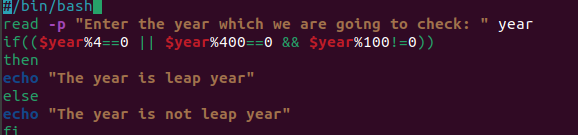 #/bin/bash
read -p "Enter the year which we are going to check: " year
if(($year%4==0 || $year%400==0 && $year%100!=0))
then
echo "The year is leap year"
else
echo "The year is not leap year"
fi